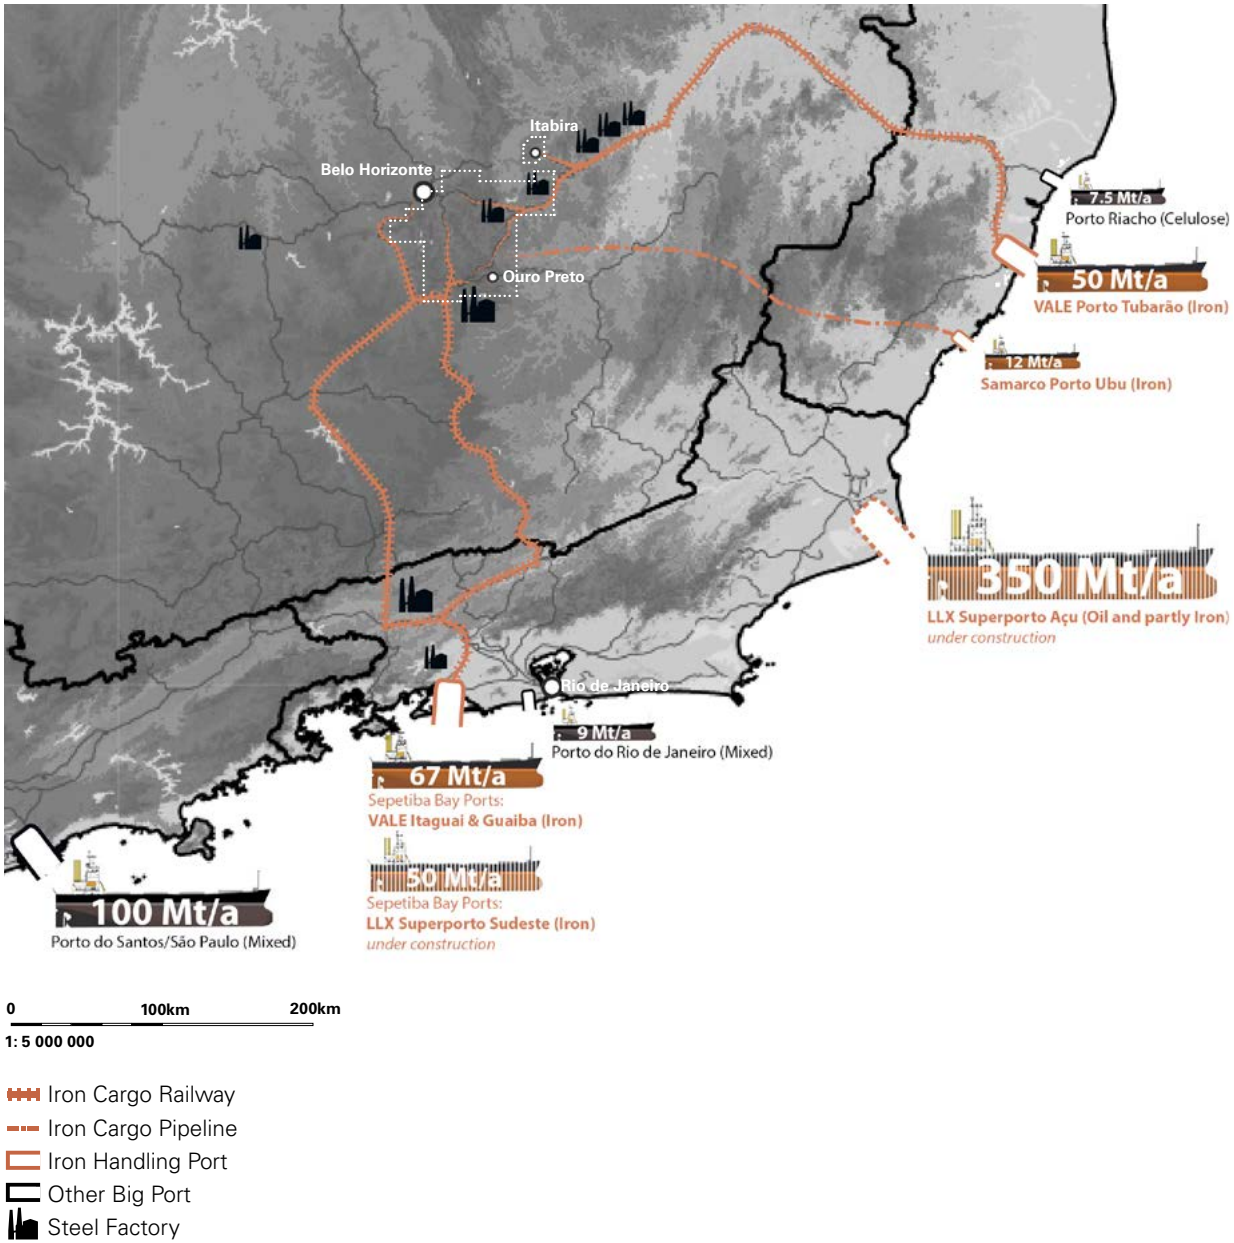 Itabira
Belo Horizonte
7.5 Mt/a
Porto Riacho (Celulose)
Ouro Preto
50 Mt/a
VALE Porto Tubarão (Iron)
12 Mt/a
Samarco Porto Ubu (Iron)
350 Mt/a
LLX Superporto Açu (Oil and partly Iron)
under construction
Rio de Janeiro
9 Mt/a
Porto do Rio de Janeiro (Mixed)
67 Mt/a
Sepetiba Bay Ports:
VALE Itaguaí & Guaiba (Iron)
50 Mt/a
Sepetiba Bay Ports:
LLX Superporto Sudeste (Iron)
under construction
100 Mt/a
Porto do Santos/São Paulo (Mixed)
0 100km 200km
1: 5 000 000
Iron Cargo Railway
Iron Cargo Pipeline
Iron Handling Port
Other Big Port
Steel Factory